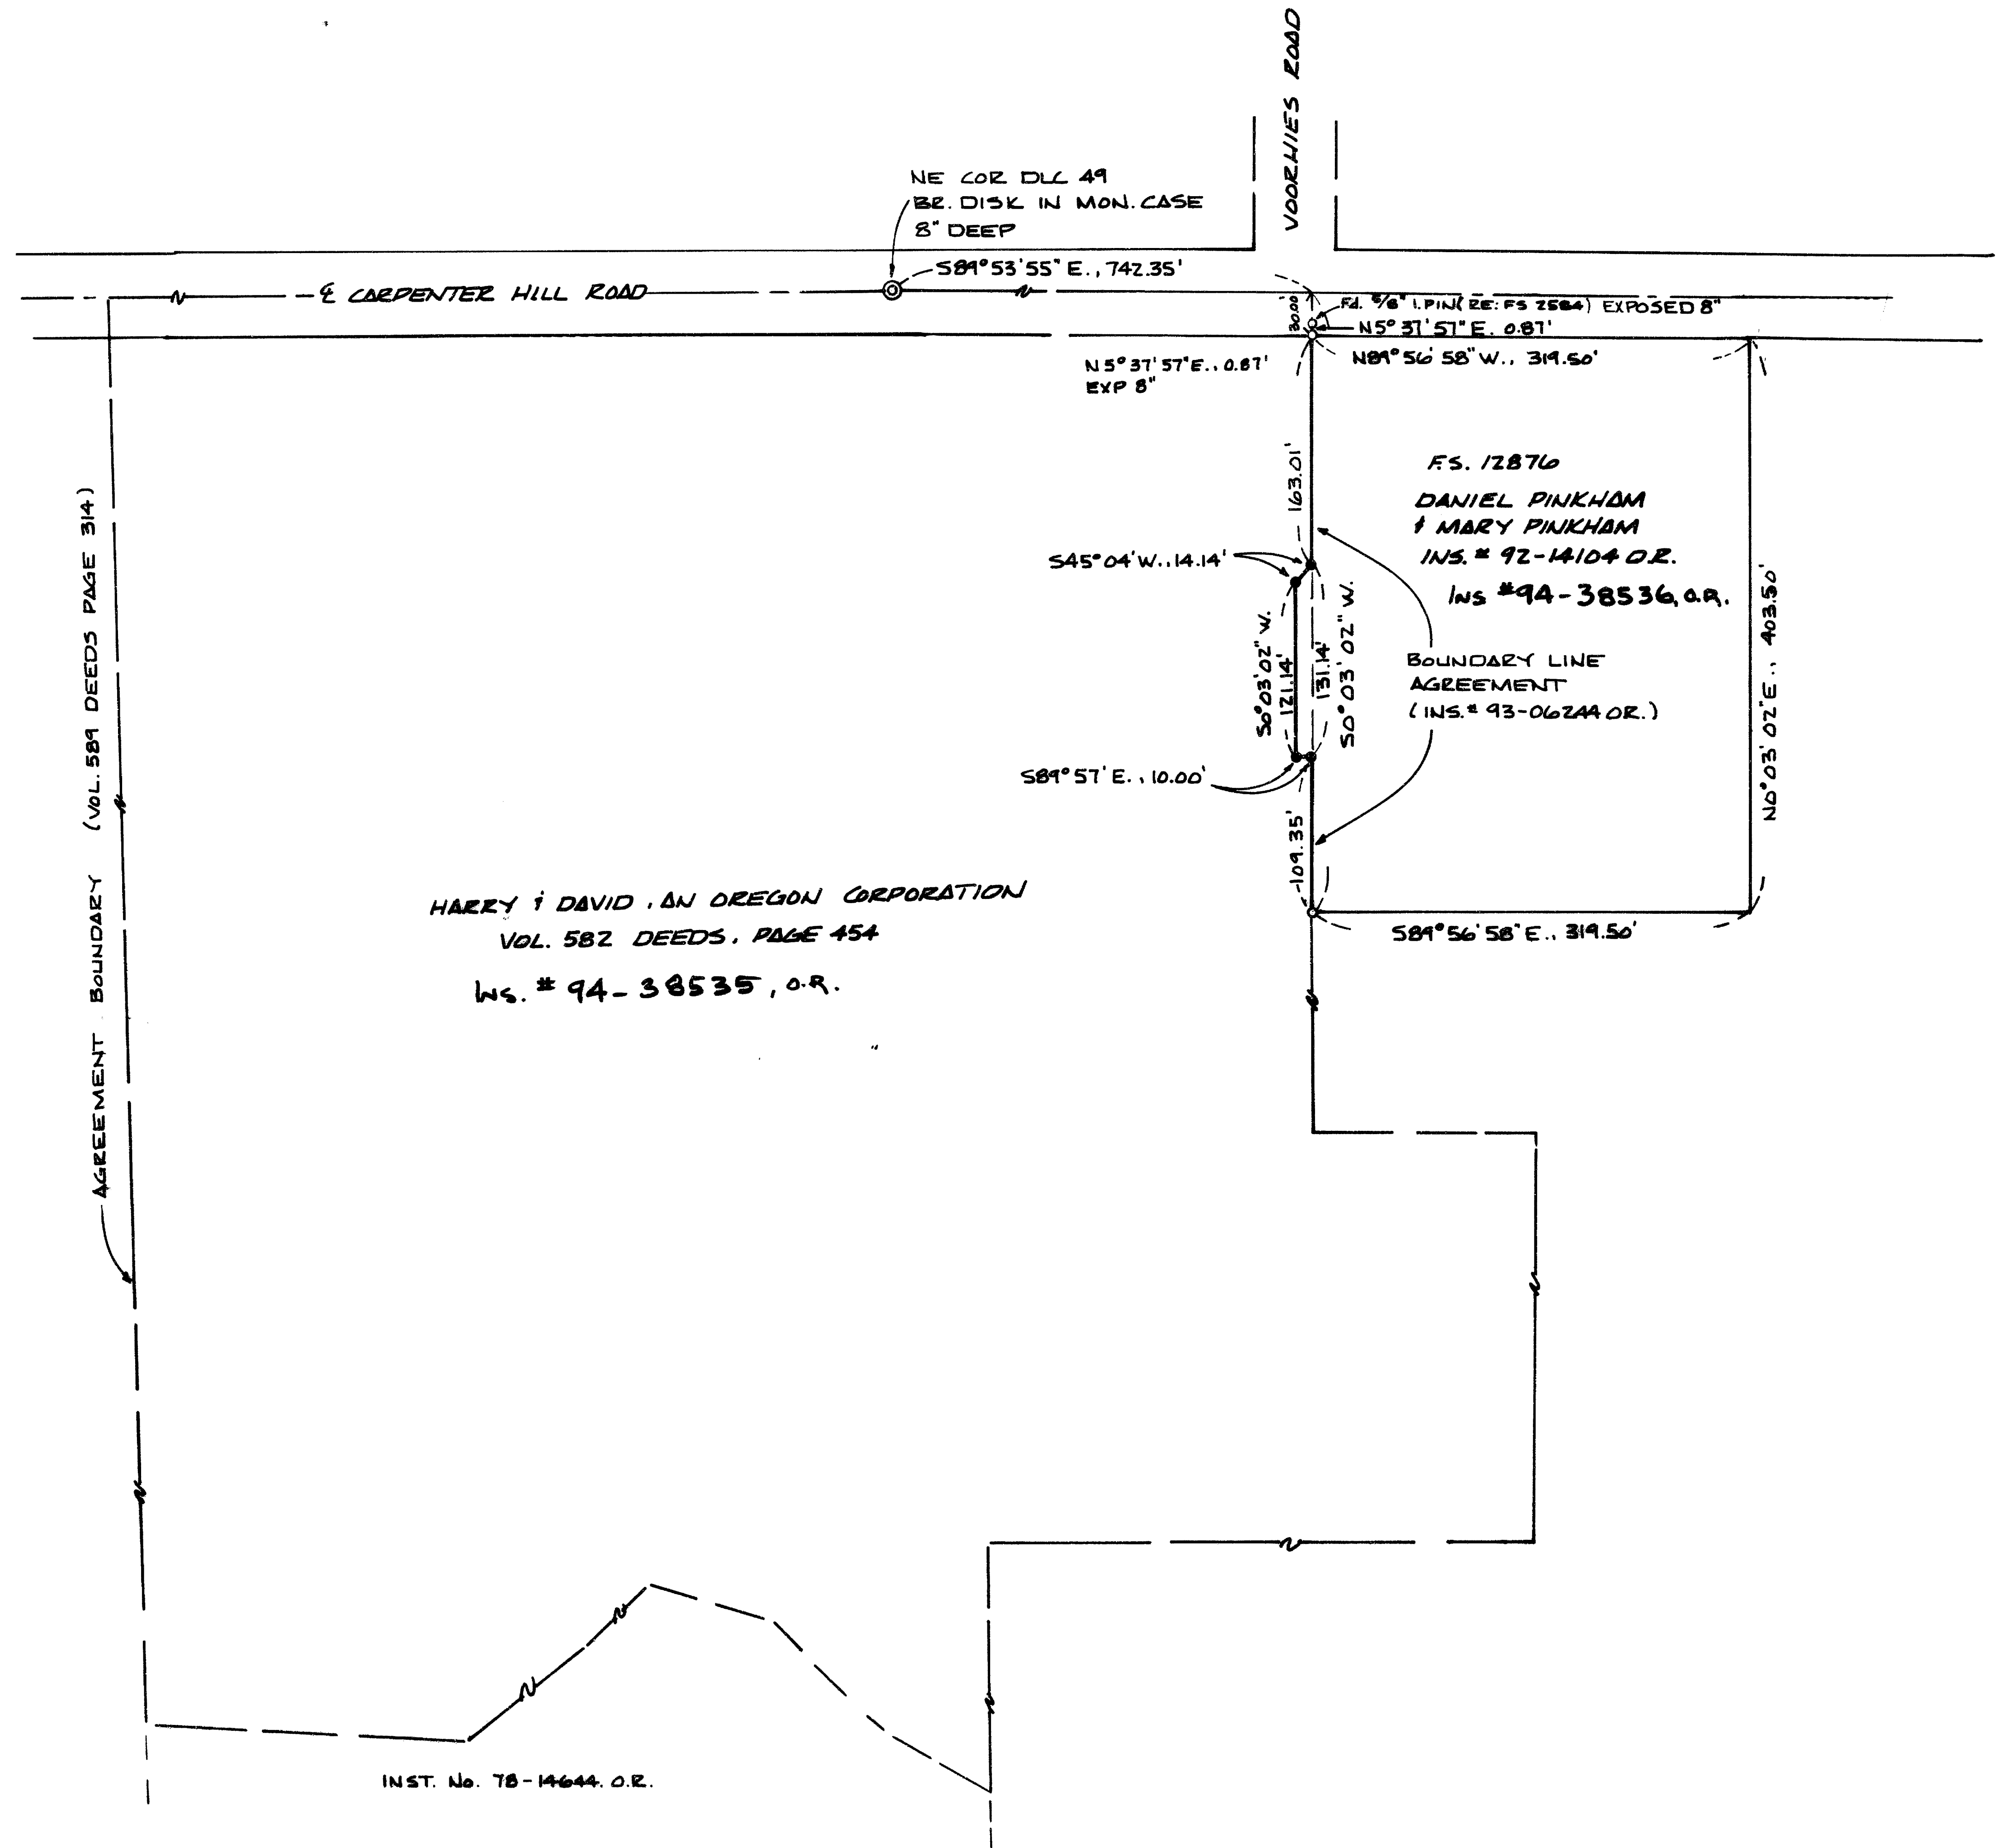 VOORHIES ROAD
NE COR DLC 49
BR. DISK IN MON. CASE
8" DEEP
S89°53'55" E., 742.35'
℄ CARPENTER HILL ROAD
30.00'
Fd. 5/8" I.PIN (RE: FS 2584) EXPOSED 8"
N5°37'57" E. 0.87'
N5°37'57"E., 0.87'
EXP 8"
N89°56'58" W., 319.50'
163.01'
F.S. 12876
DANIEL PINKHAM
& MARY PINKHAM
INS. # 92-14104 O.R.
INS #94-38536, O.R.
S45°04' W., 14.14'
S0°03'02" W.
121.14'
131.14'
S0°03'02" W.
BOUNDARY LINE
AGREEMENT
(INS.# 93-06244 OR.)
N0°03'02" E., 403.50'
S89°57' E., 10.00'
109.35'
S89°56'58" E., 319.50'
AGREEMENT BOUNDARY (VOL. 589 DEEDS PAGE 314)
HARRY & DAVID, AN OREGON CORPORATION
VOL. 582 DEEDS, PAGE 454
INS. # 94-38535, O.R.
INST. No. 78-14644, O.R.